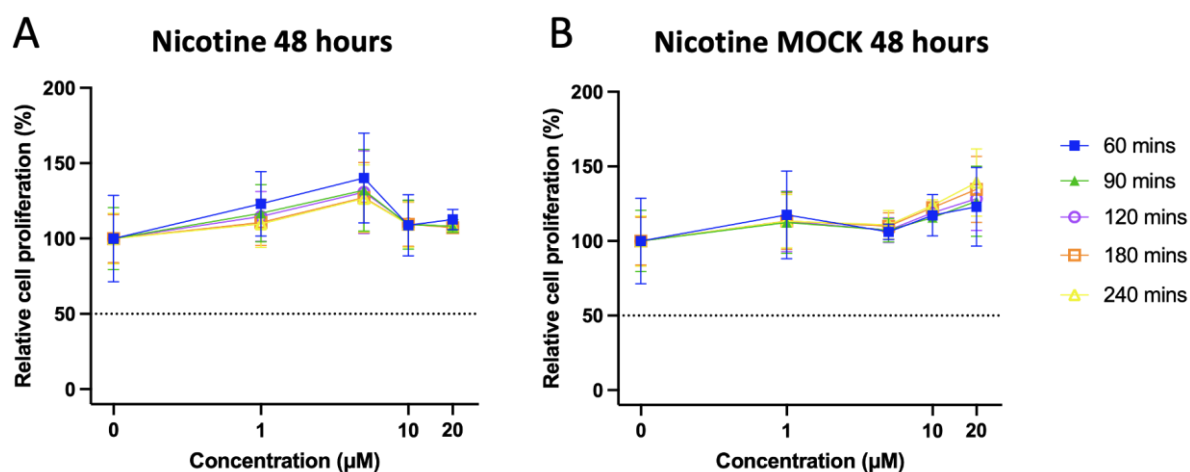 A
Nicotine 48 hours
Relative cell proliferation (%)
200
150
100
50
0
0 1 10 20
Concentration (µM)
B
Nicotine MOCK 48 hours
Relative cell proliferation (%)
200
150
100
50
0
0 1 10 20
Concentration (µM)
60 mins
90 mins
120 mins
180 mins
240 mins